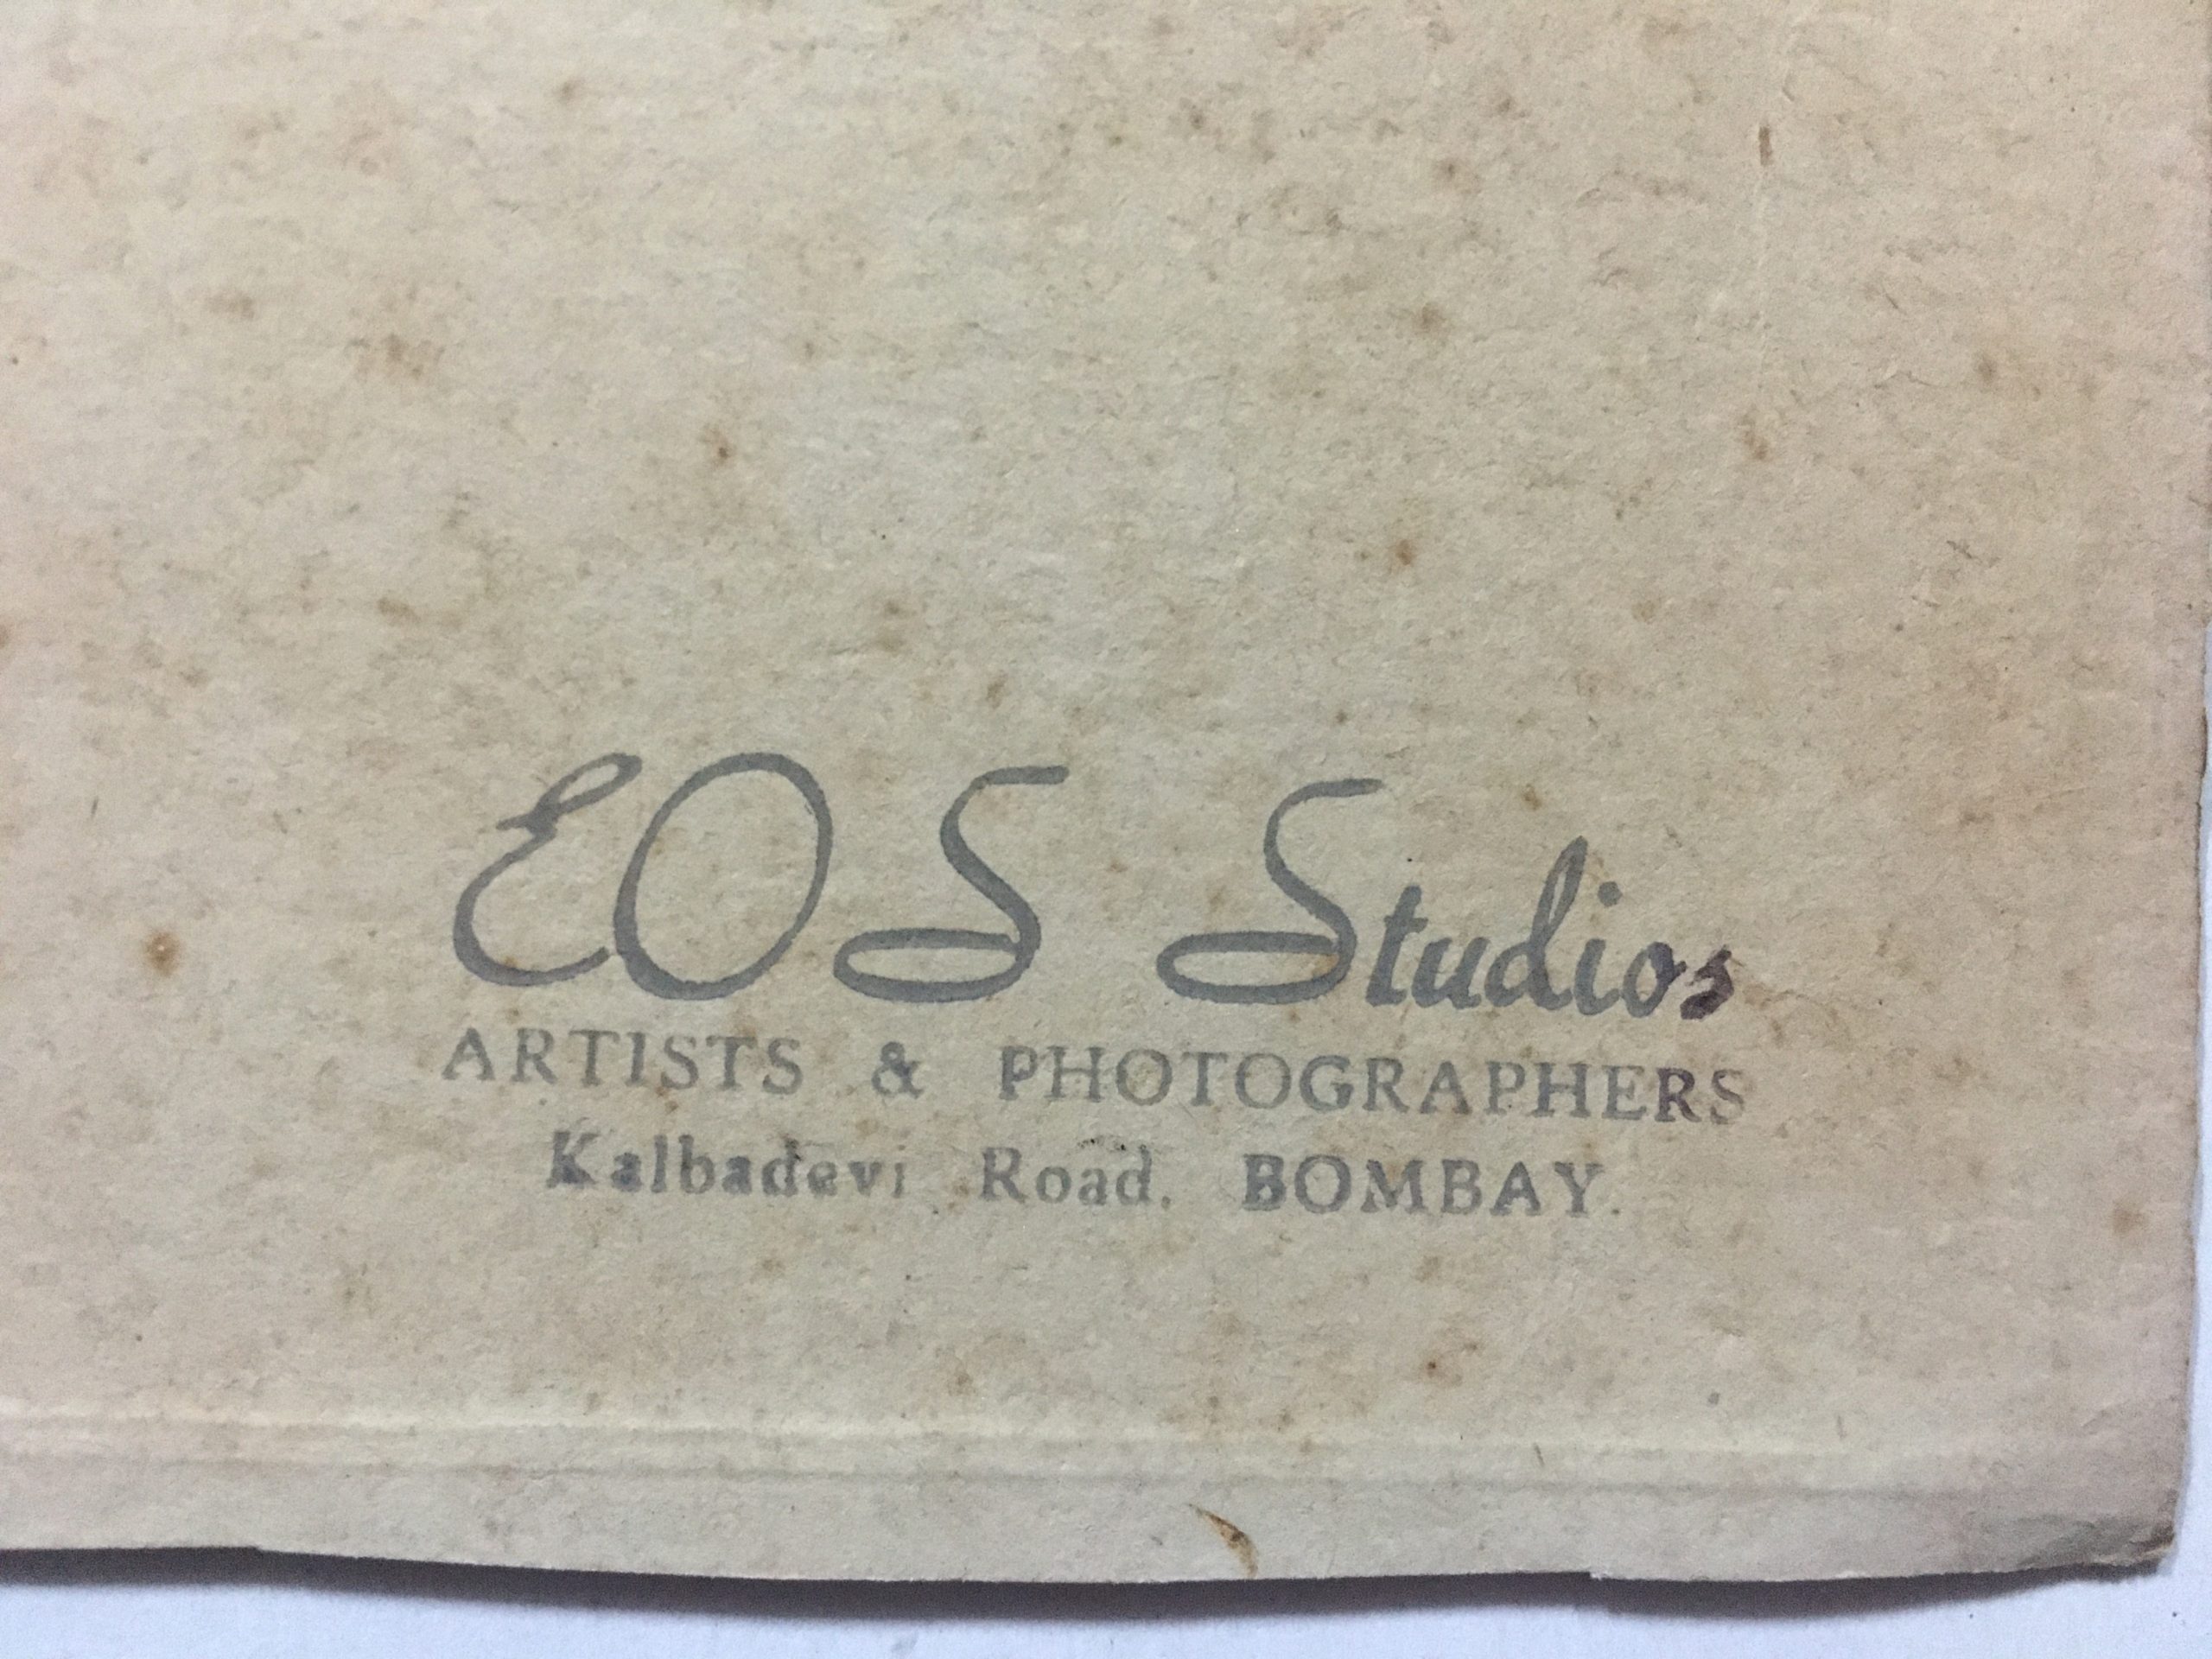 EOS Studios
ARTISTS & PHOTOGRAPHERS
Kalbadevi Road. BOMBAY.